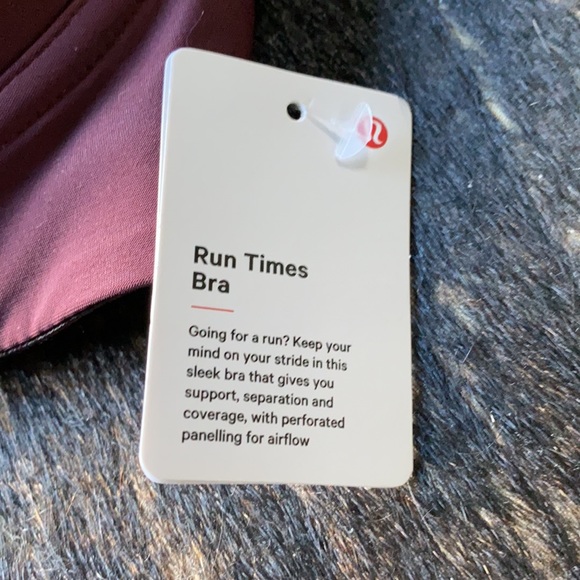 Run Times
Bra
Going for a run? Keep your
mind on your stride in this
sleek bra that gives you
support, separation and
coverage, with perforated
panelling for airflow